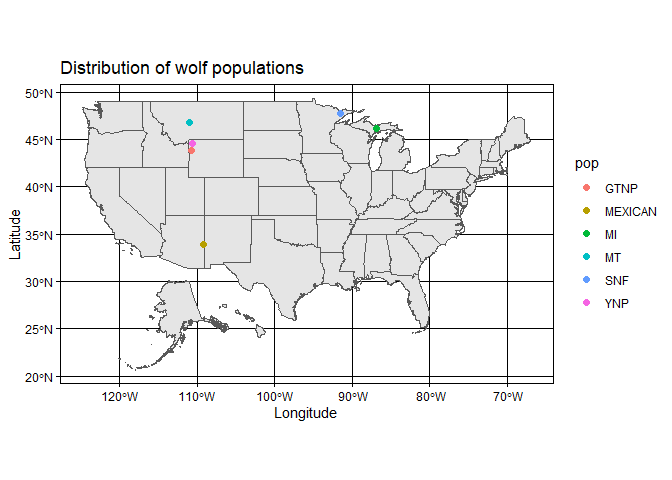 Distribution of wolf populations
50°N
45°N
40°N
35°N
30°N
25°N
20°N
Latitude
120°W
110°W
100°W
90°W
80°W
70°W
Longitude
pop
GTNP
MEXICAN
MI
MT
SNF
YNP